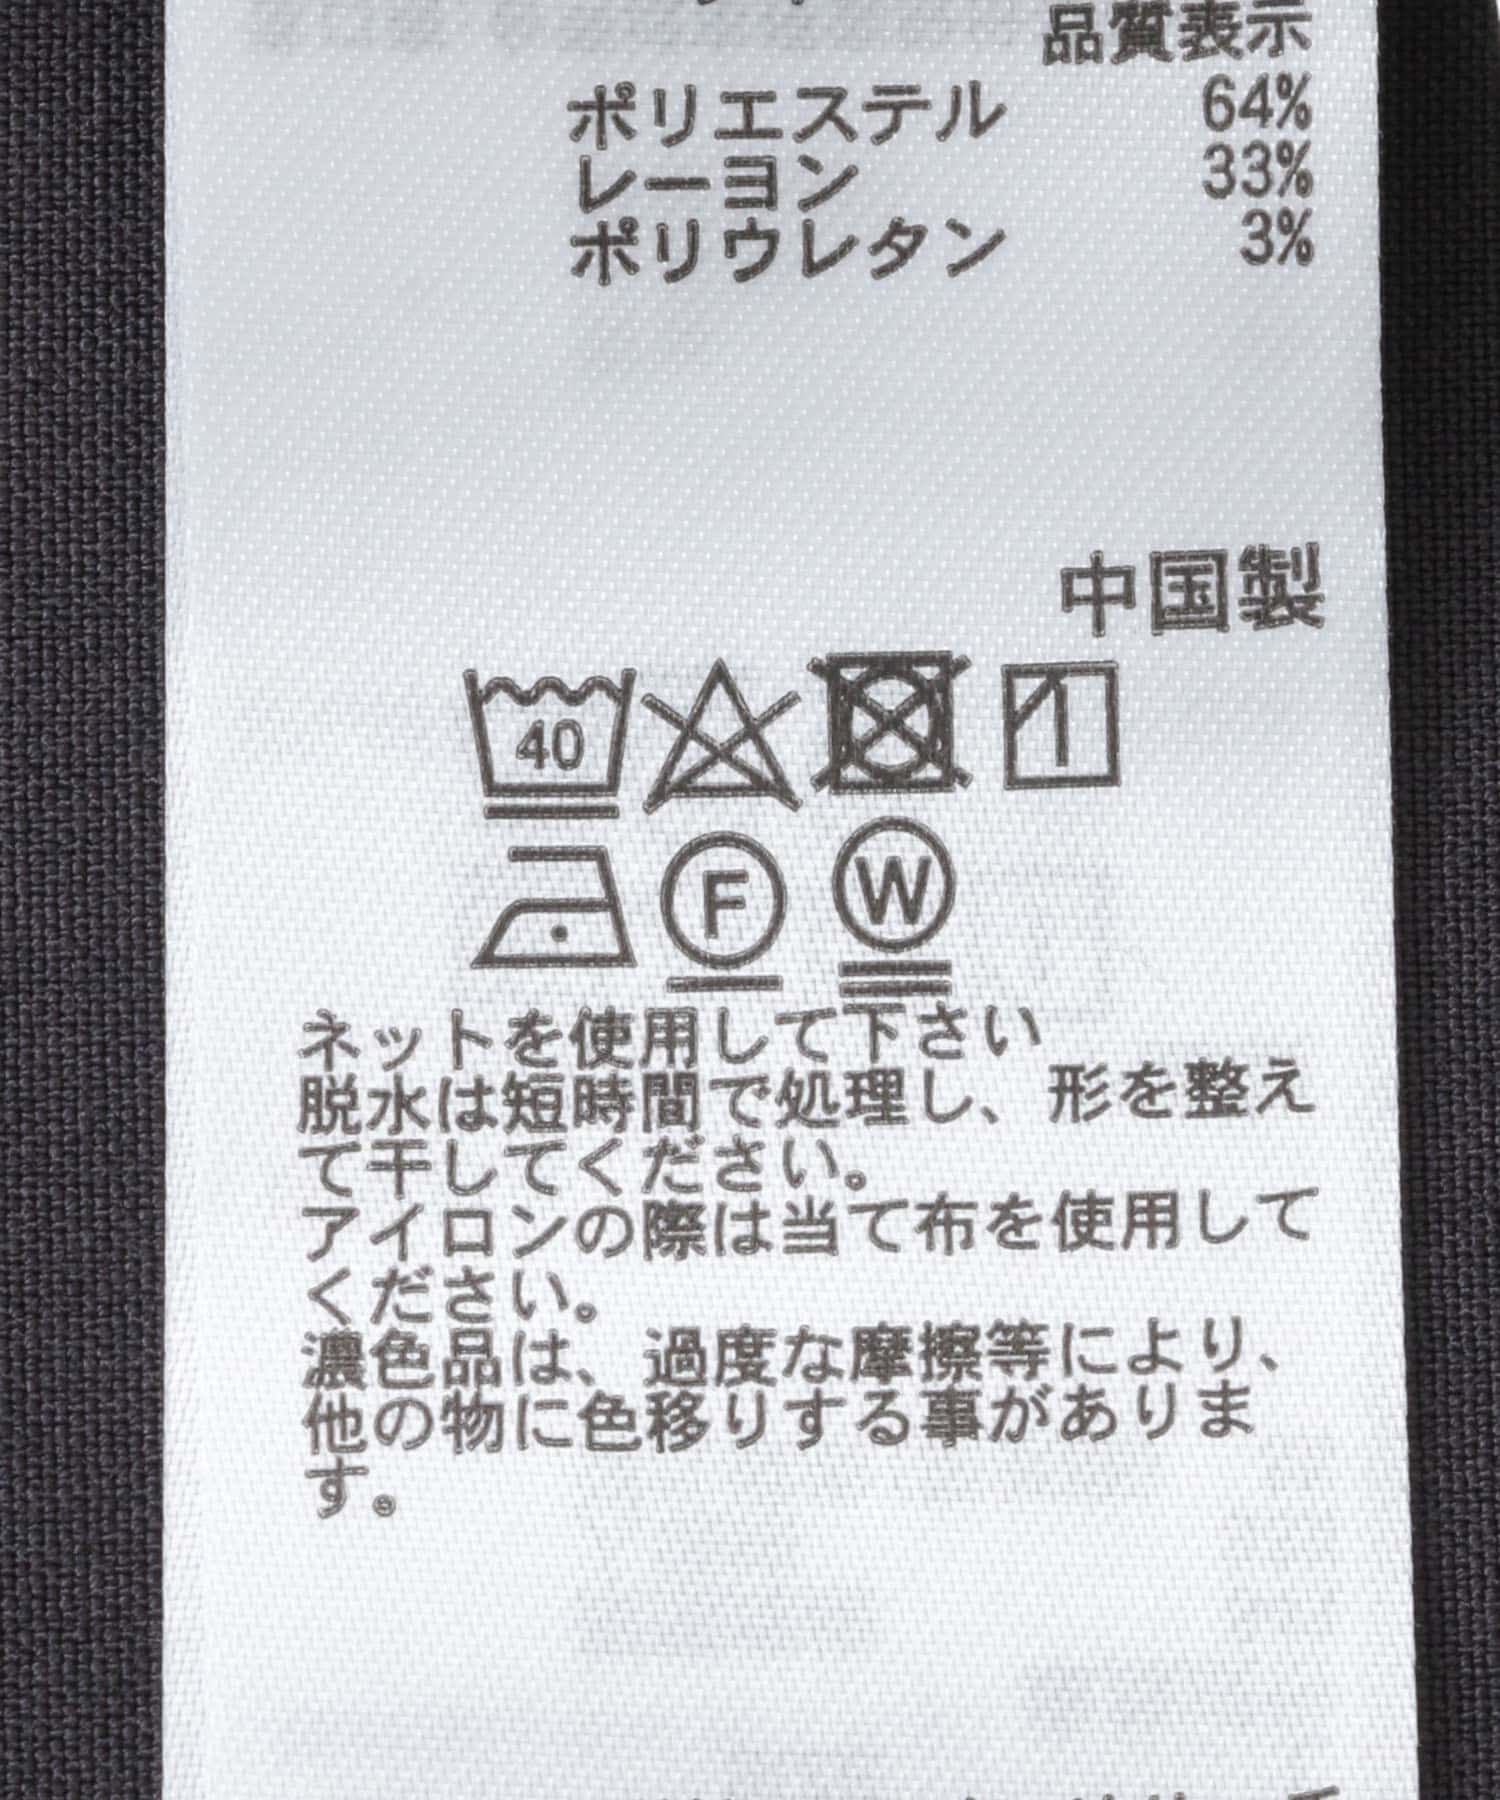 品質表示
ポリエステル 64%
レーヨン 33%
ポリウレタン 3%
中国製
40
F W
ネットを使用して下さい
脱水は短時間で処理し、形を整え
て干してください。
アイロンの際は当て布を使用して
ください。
濃色品は、過度な摩擦等により、
他の物に色移りする事がありま
す。